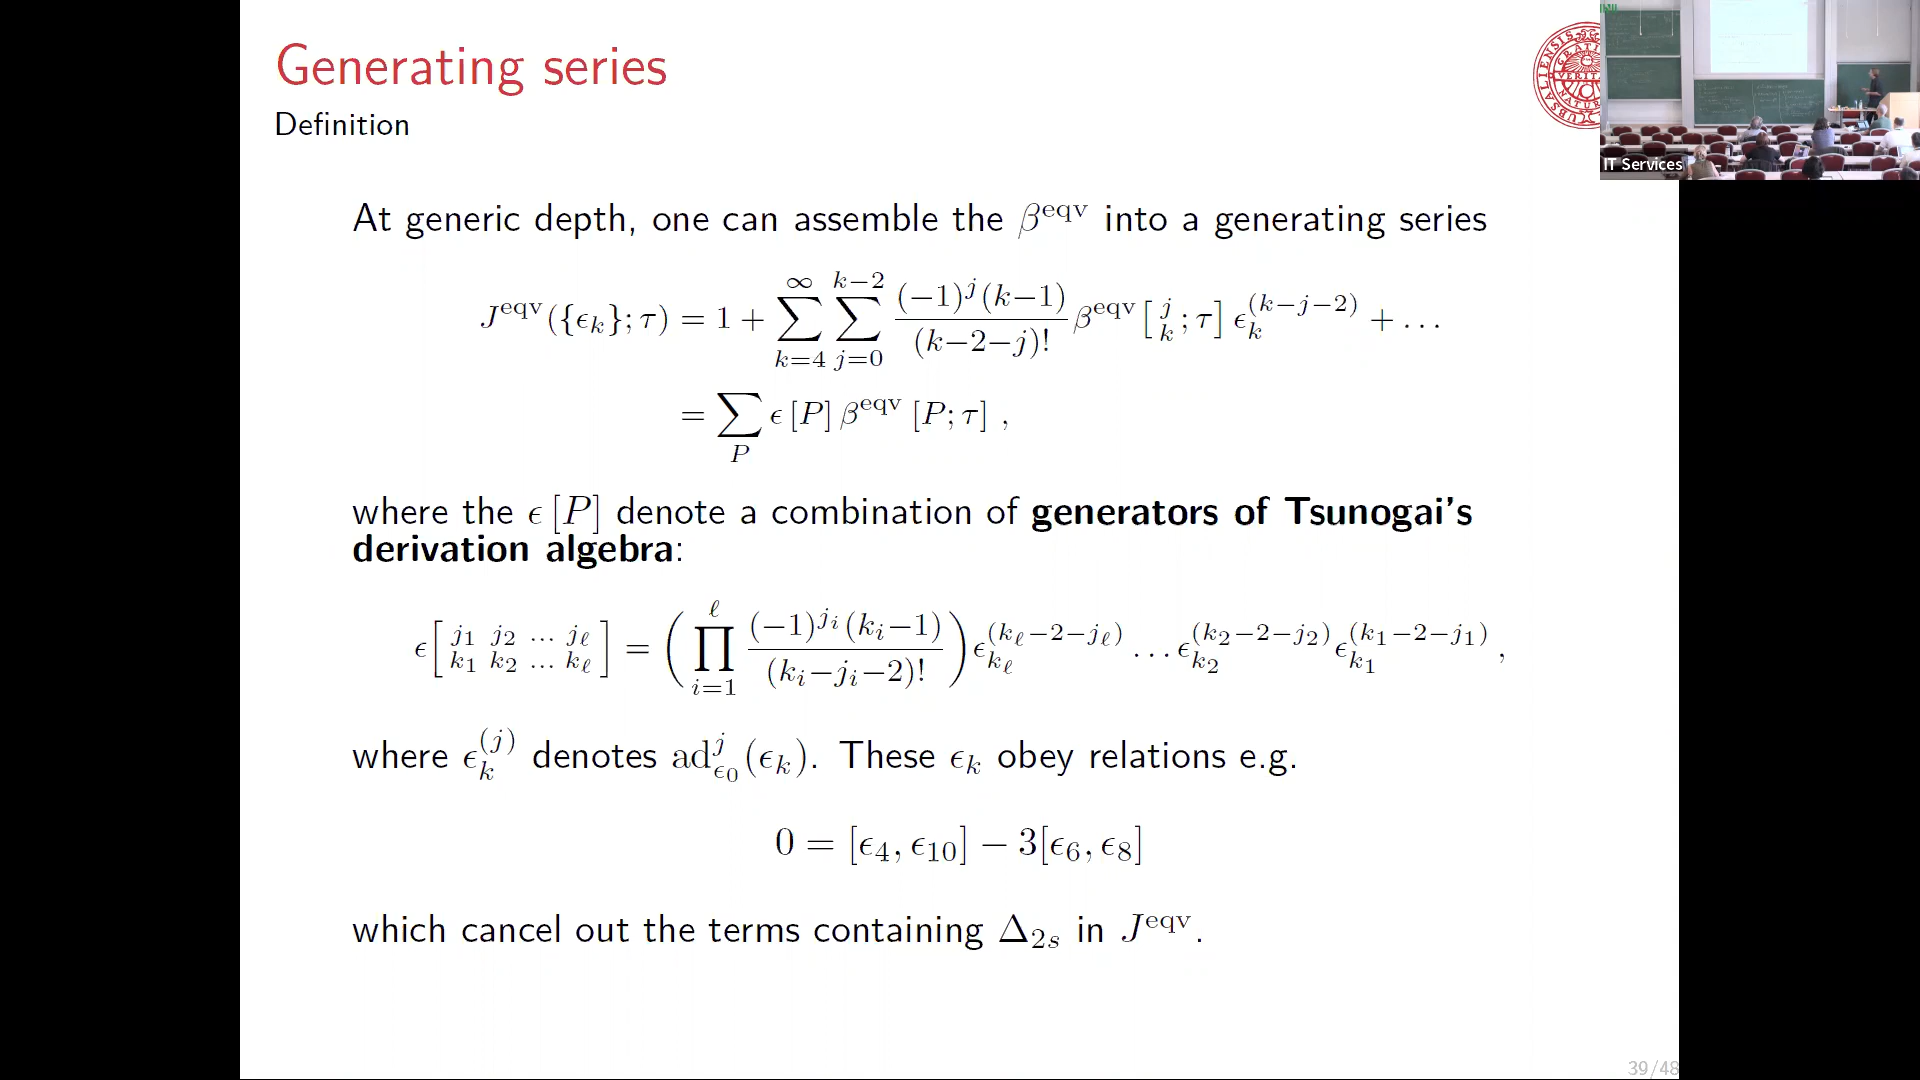 Generating series
Definition
IT Services
At generic depth, one can assemble the β^eqv into a generating series
J^eqv({ϵ_k}; τ) = 1 + ∑_{k=4}^{∞} ∑_{j=0}^{k−2} (−1)^j(k−1)/(k−2−j)! β^eqv[j k; τ] ϵ_k^{(k−j−2)} + …
= ∑_P ϵ[P] β^eqv[P; τ] ,
where the ϵ[P] denote a combination of generators of Tsunogai's
derivation algebra:
ϵ[j_1 j_2 … j_ℓ k_1 k_2 … k_ℓ] = (∏_{i=1}^{ℓ} (−1)^{j_i}(k_i−1)/(k_i−j_i−2)!) ϵ_{k_ℓ}^{(k_ℓ−2−j_ℓ)} … ϵ_{k_2}^{(k_2−2−j_2)} ϵ_{k_1}^{(k_1−2−j_1)} ,
where ϵ_k^{(j)} denotes ad_{ϵ_0}^j(ϵ_k). These ϵ_k obey relations e.g.
0 = [ϵ_4, ϵ_10] − 3[ϵ_6, ϵ_8]
which cancel out the terms containing Δ_{2s} in J^eqv.
39/48